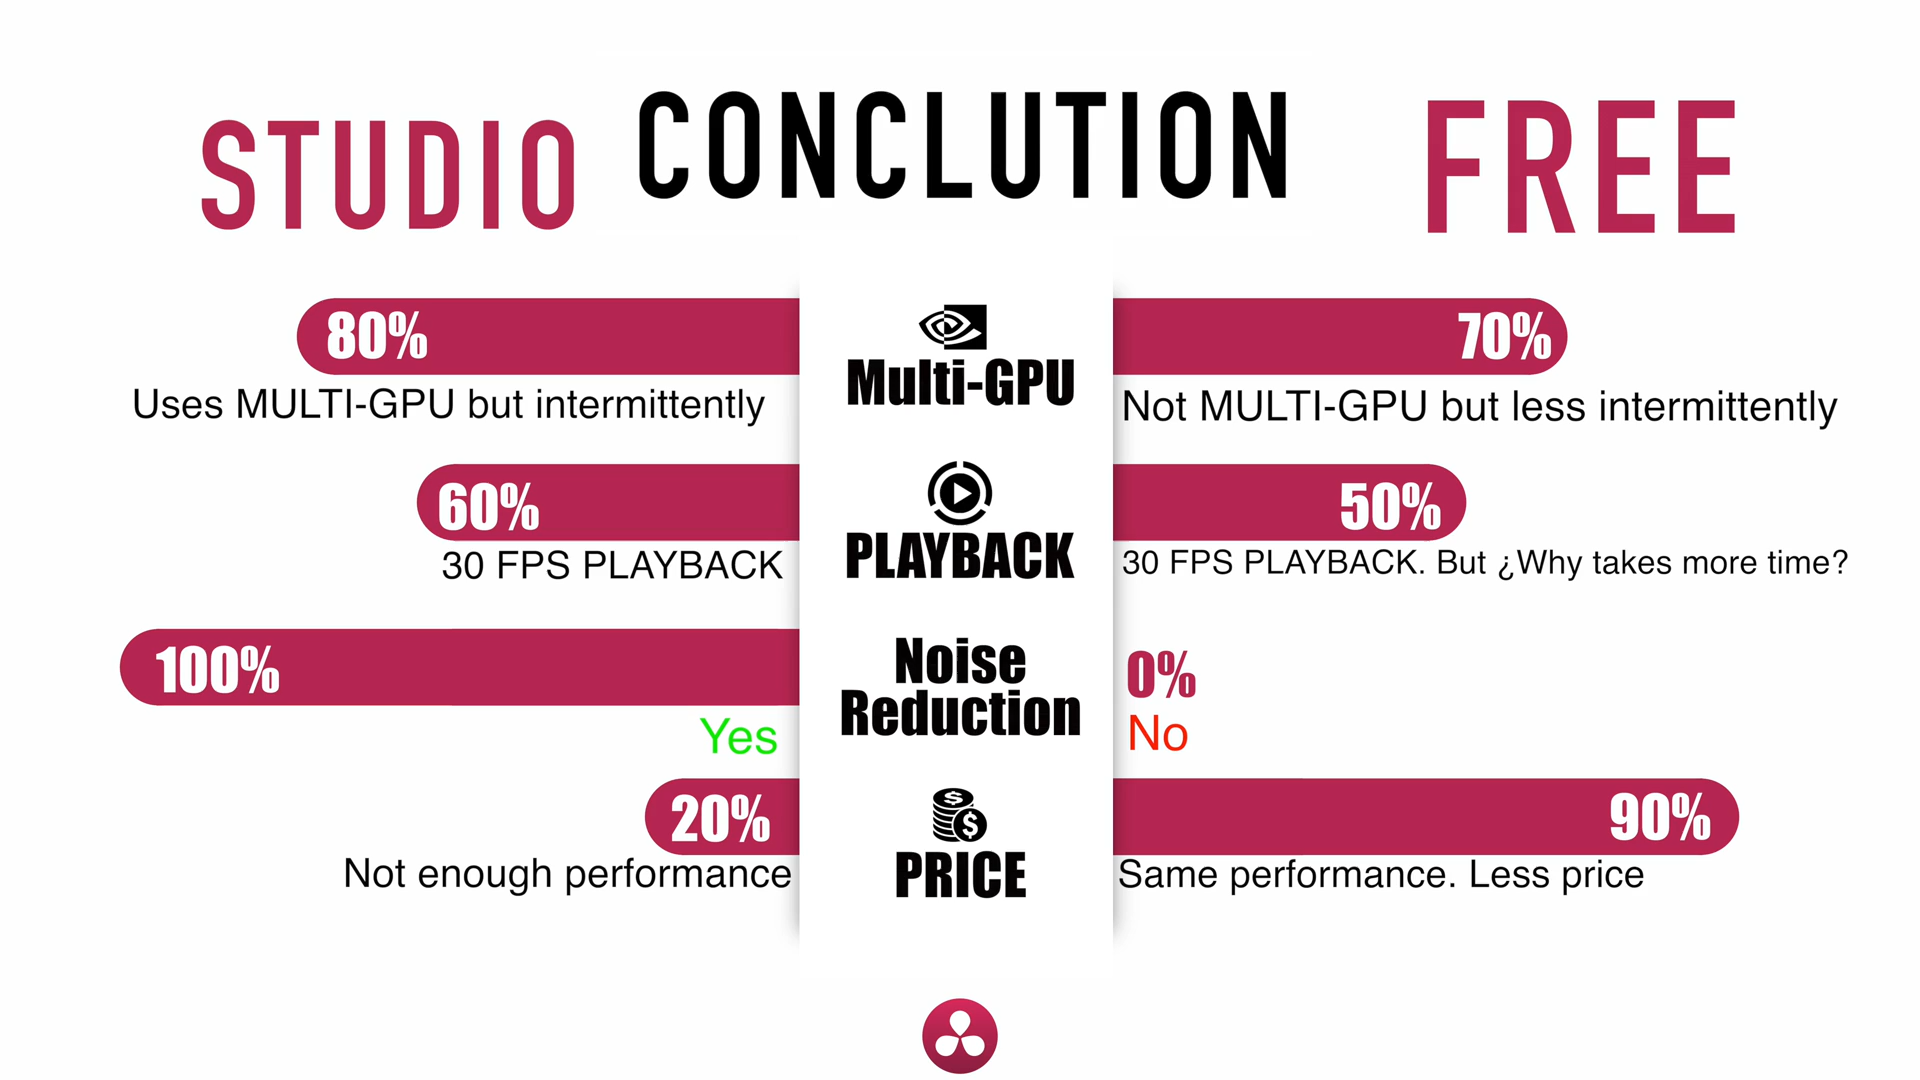 STUDIO CONCLUTION FREE
80% Multi-GPU 70%
Uses MULTI-GPU but intermittently
Not MULTI-GPU but less intermittently
60% PLAYBACK 50%
30 FPS PLAYBACK
30 FPS PLAYBACK. But ¿Why takes more time?
100% Noise 0%
Reduction
Yes
No
20% PRICE 90%
Not enough performance
Same performance. Less price